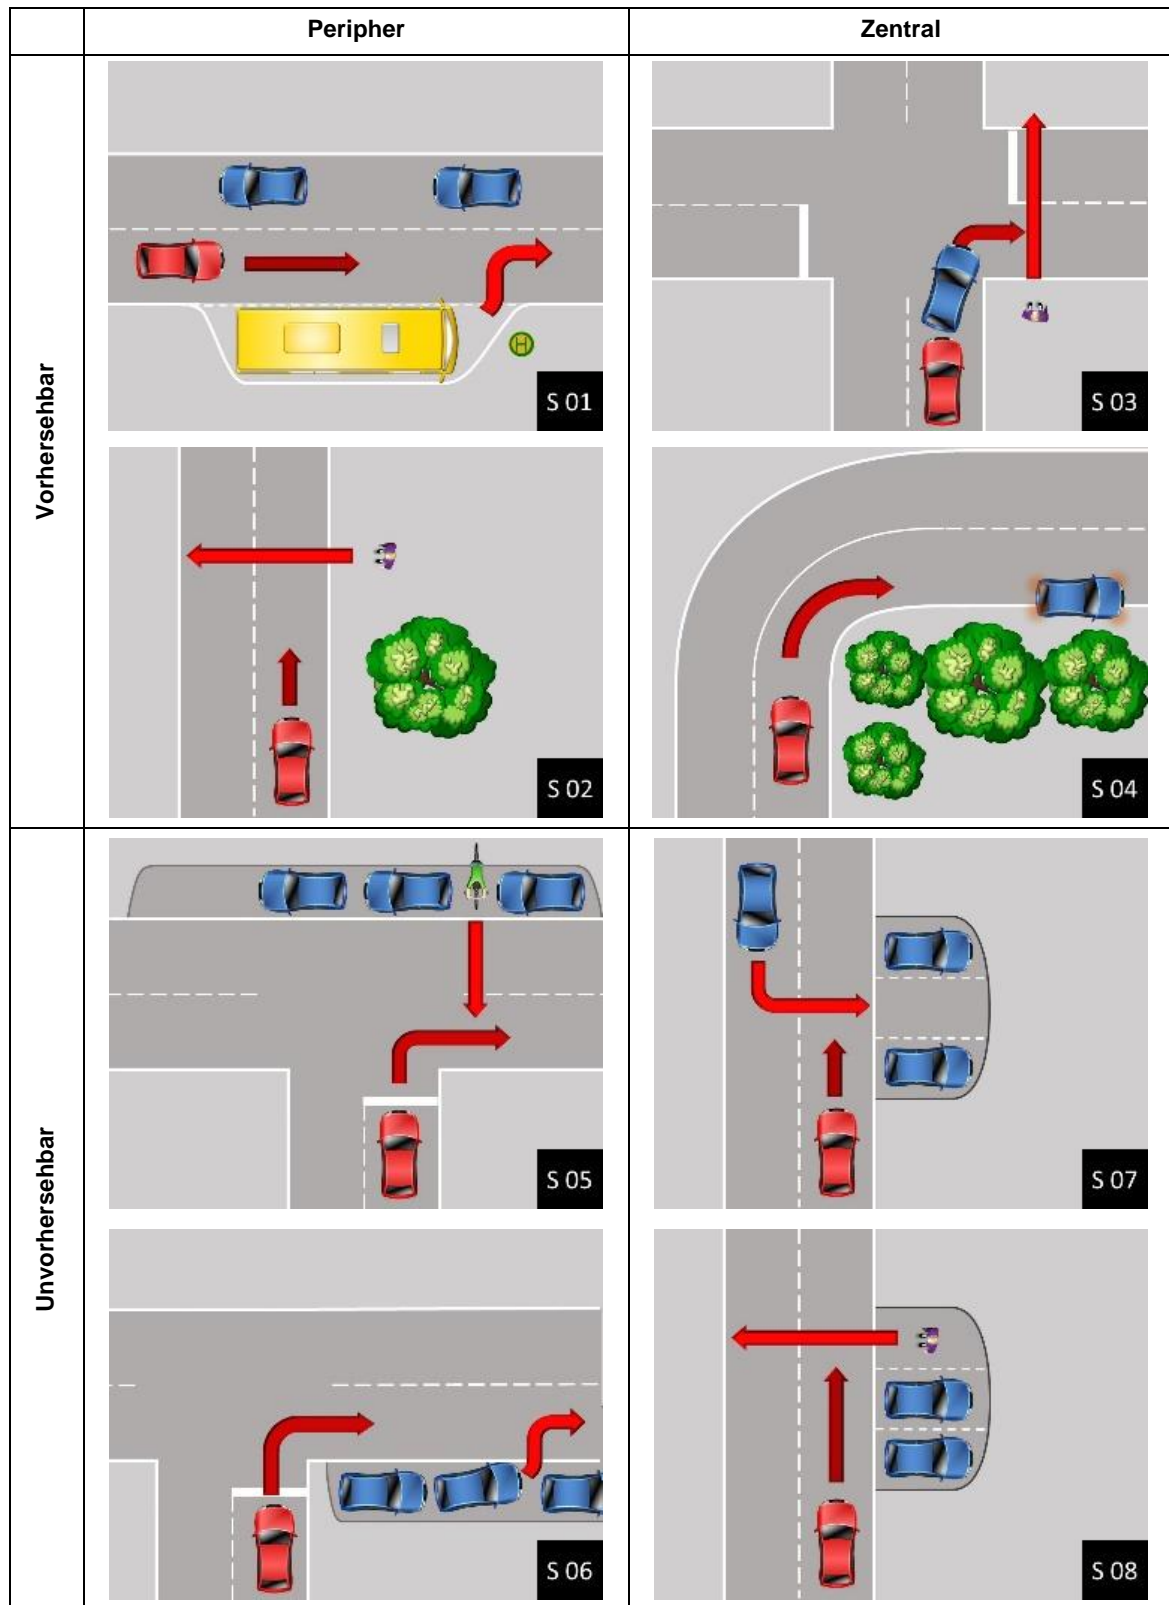 Peripher
Zentral
Vorhersehbar
H
S 01
S 03
S 02
S 04
Unvorhersehbar
S 05
S 07
S 06
S 08